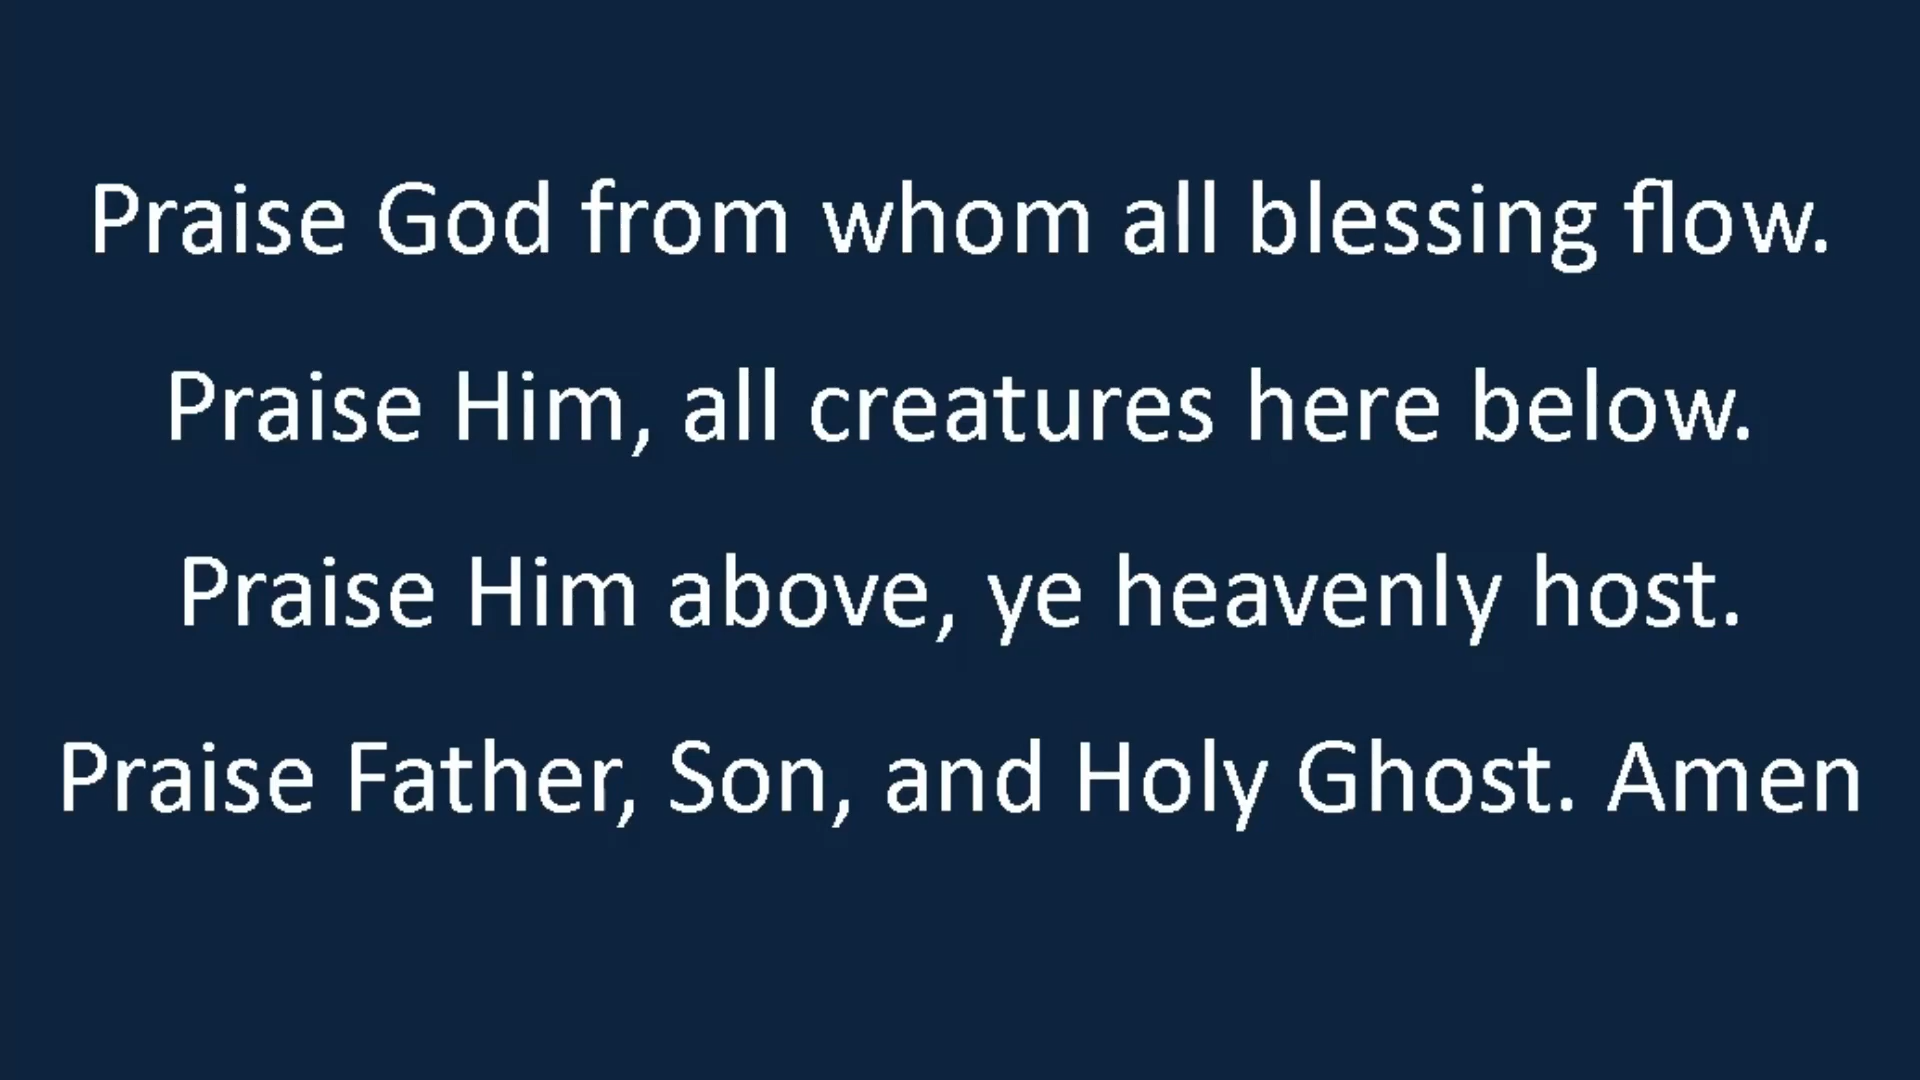 Praise God from whom all blessing flow.
Praise Him, all creatures here below.
Praise Him above, ye heavenly host.
Praise Father, Son, and Holy Ghost. Amen